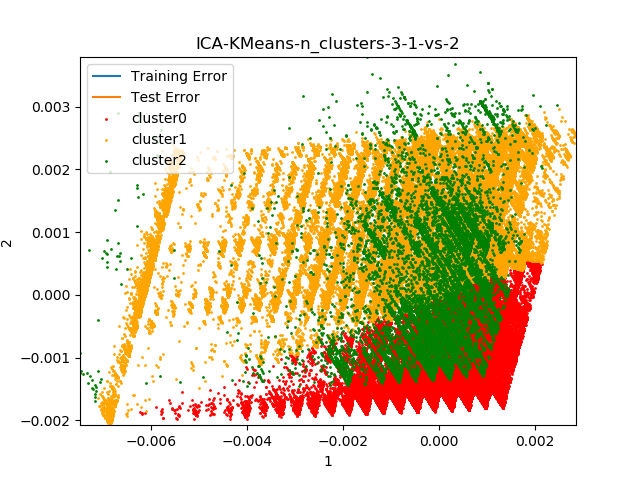 ICA-KMeans-n_clusters-3-1-vs-2
Training Error
Test Error
cluster0
cluster1
cluster2
0.003
0.002
0.001
0.000
−0.001
−0.002
2
−0.006
−0.004
−0.002
0.000
0.002
1